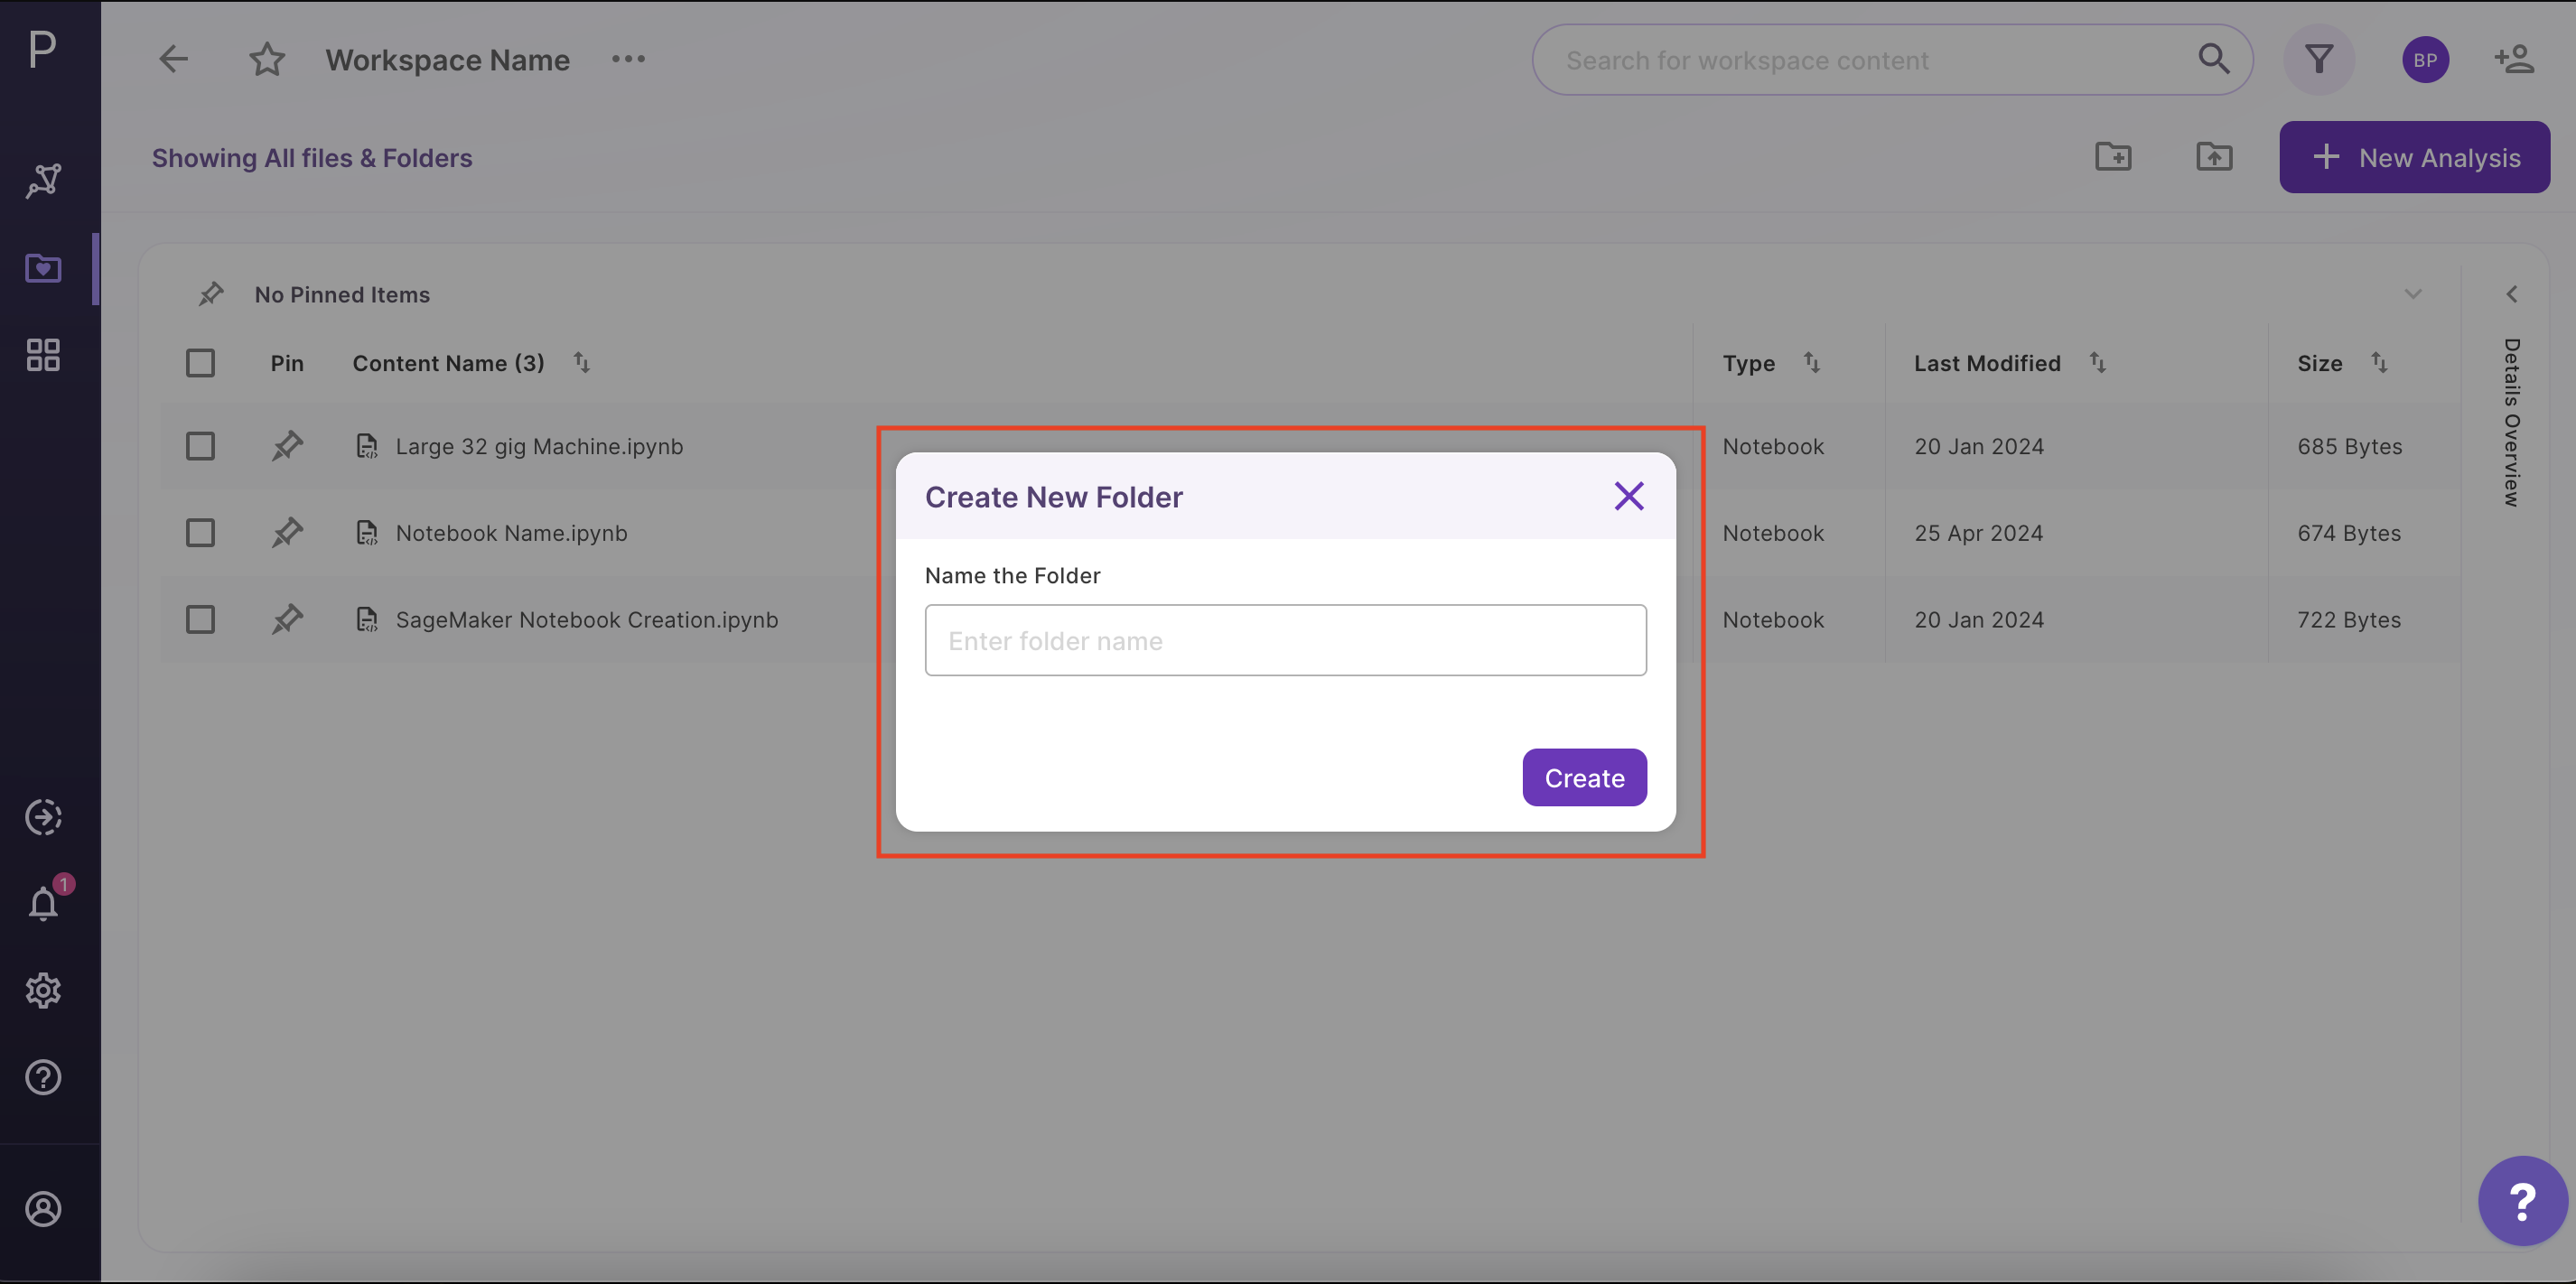 P
Workspace Name
Search for workspace content
BP
Showing All files & Folders
New Analysis
No Pinned Items
Pin Content Name (3) Type Last Modified Size
Large 32 gig Machine.ipynb Notebook 20 Jan 2024 685 Bytes
Notebook Name.ipynb Notebook 25 Apr 2024 674 Bytes
SageMaker Notebook Creation.ipynb Notebook 20 Jan 2024 722 Bytes
Details Overview
Create New Folder
Name the Folder
Enter folder name
Create
1
?
?